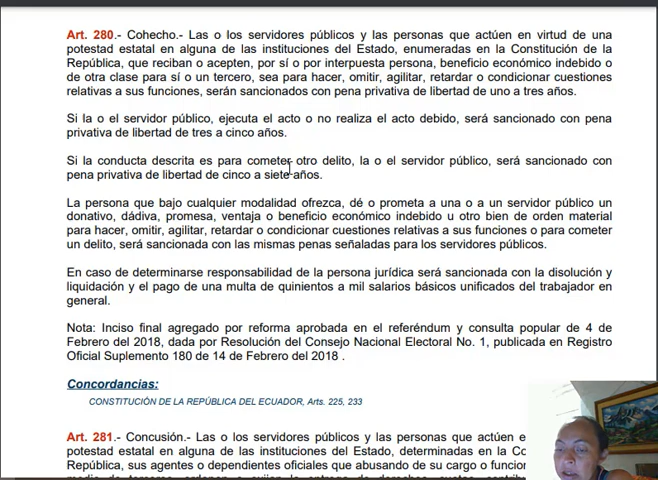 Art. 280.- Cohecho.- Las o los servidores públicos y las personas que actúen en virtud de una
potestad estatal en alguna de las instituciones del Estado, enumeradas en la Constitución de la
República, que reciban o acepten, por sí o por interpuesta persona, beneficio económico indebido o
de otra clase para sí o un tercero, sea para hacer, omitir, agilitar, retardar o condicionar cuestiones
relativas a sus funciones, serán sancionados con pena privativa de libertad de uno a tres años.
Si la o el servidor público, ejecuta el acto o no realiza el acto debido, será sancionado con pena
privativa de libertad de tres a cinco años.
Si la conducta descrita es para cometer otro delito, la o el servidor público, será sancionado con
pena privativa de libertad de cinco a siete años.
La persona que bajo cualquier modalidad ofrezca, dé o prometa a una o a un servidor público un
donativo, dádiva, promesa, ventaja o beneficio económico indebido u otro bien de orden material
para hacer, omitir, agilitar, retardar o condicionar cuestiones relativas a sus funciones o para cometer
un delito, será sancionada con las mismas penas señaladas para los servidores públicos.
En caso de determinarse responsabilidad de la persona jurídica será sancionada con la disolución y
liquidación y el pago de una multa de quinientos a mil salarios básicos unificados del trabajador en
general.
Nota: Inciso final agregado por reforma aprobada en el referéndum y consulta popular de 4 de
Febrero del 2018, dada por Resolución del Consejo Nacional Electoral No. 1, publicada en Registro
Oficial Suplemento 180 de 14 de Febrero del 2018 .
Concordancias:
CONSTITUCIÓN DE LA REPÚBLICA DEL ECUADOR, Arts. 225, 233
Art. 281.- Concusión.- Las o los servidores públicos y las personas que actúen e
potestad estatal en alguna de las instituciones del Estado, determinadas en la Co
República, sus agentes o dependientes oficiales que abusando de su cargo o funcior